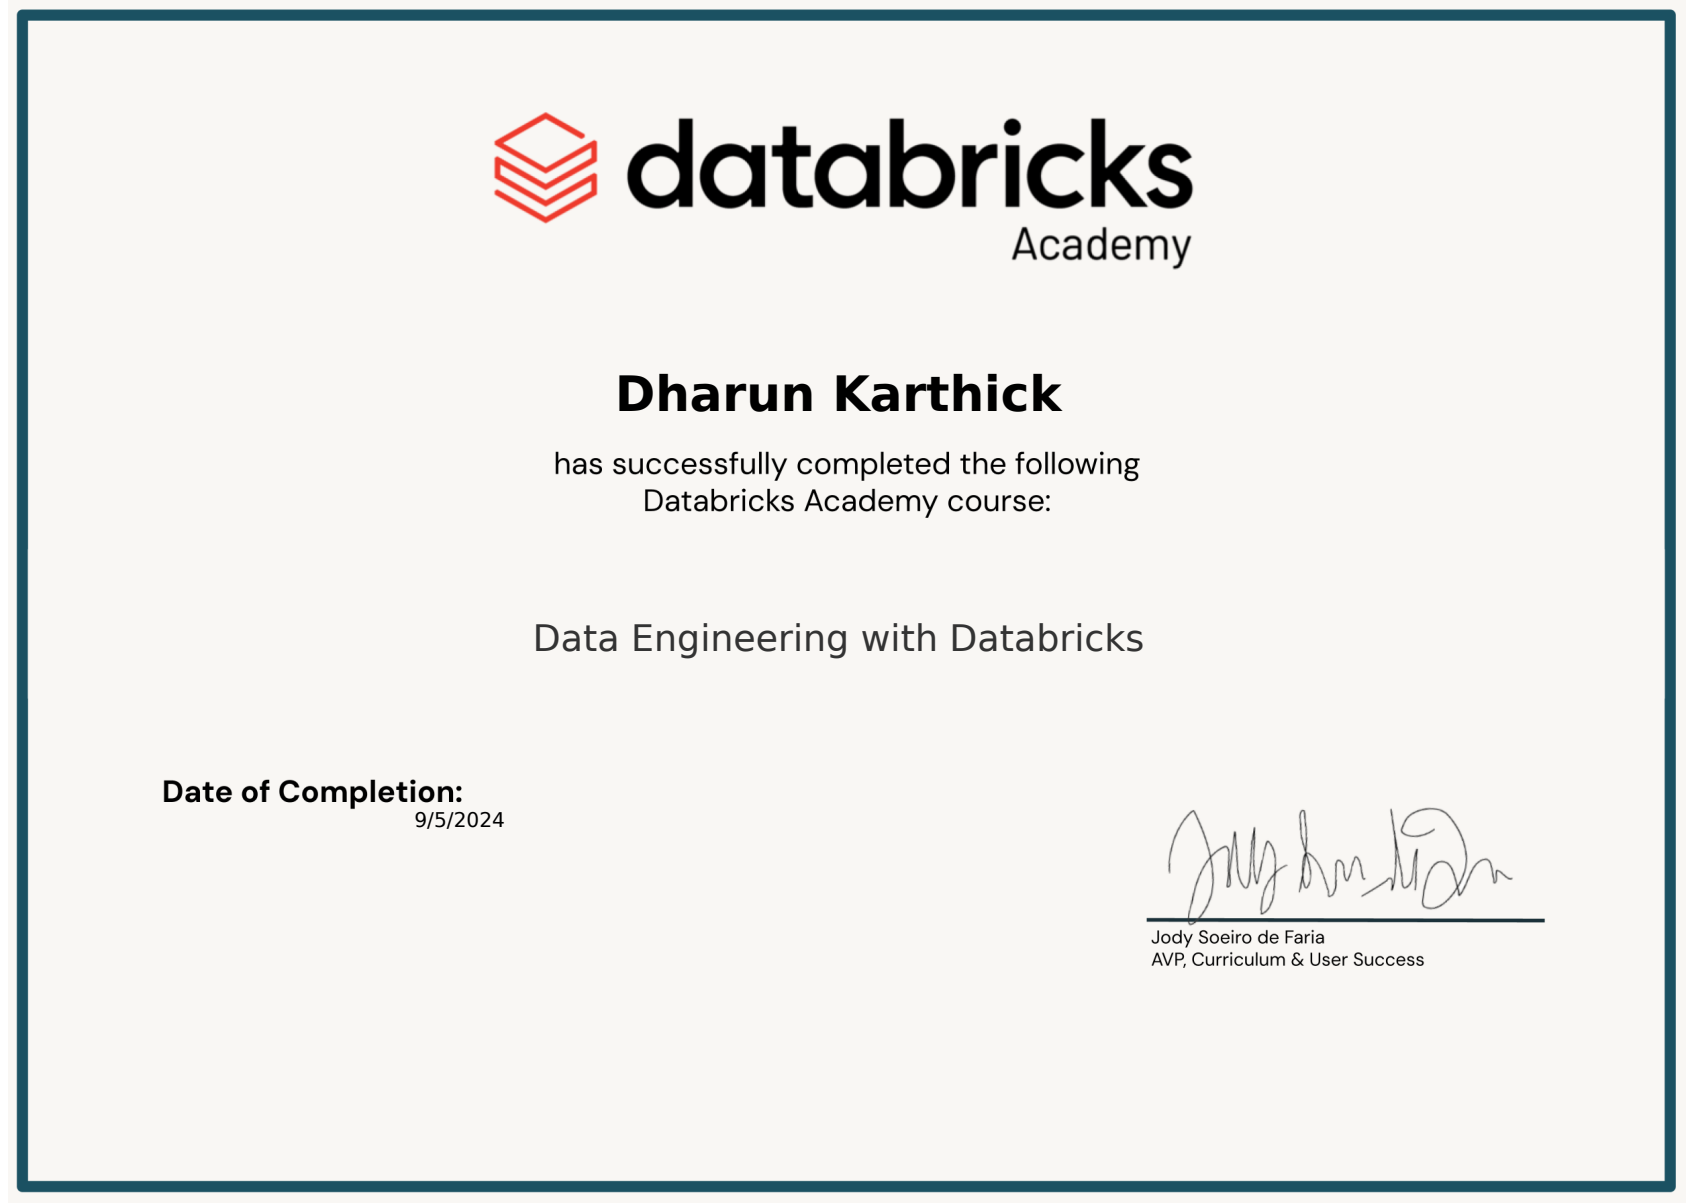 databricks
Academy
Dharun Karthick
has successfully completed the following
Databricks Academy course:
Data Engineering with Databricks
Date of Completion:
9/5/2024
Jody Soeiro de Faria
AVP, Curriculum & User Success